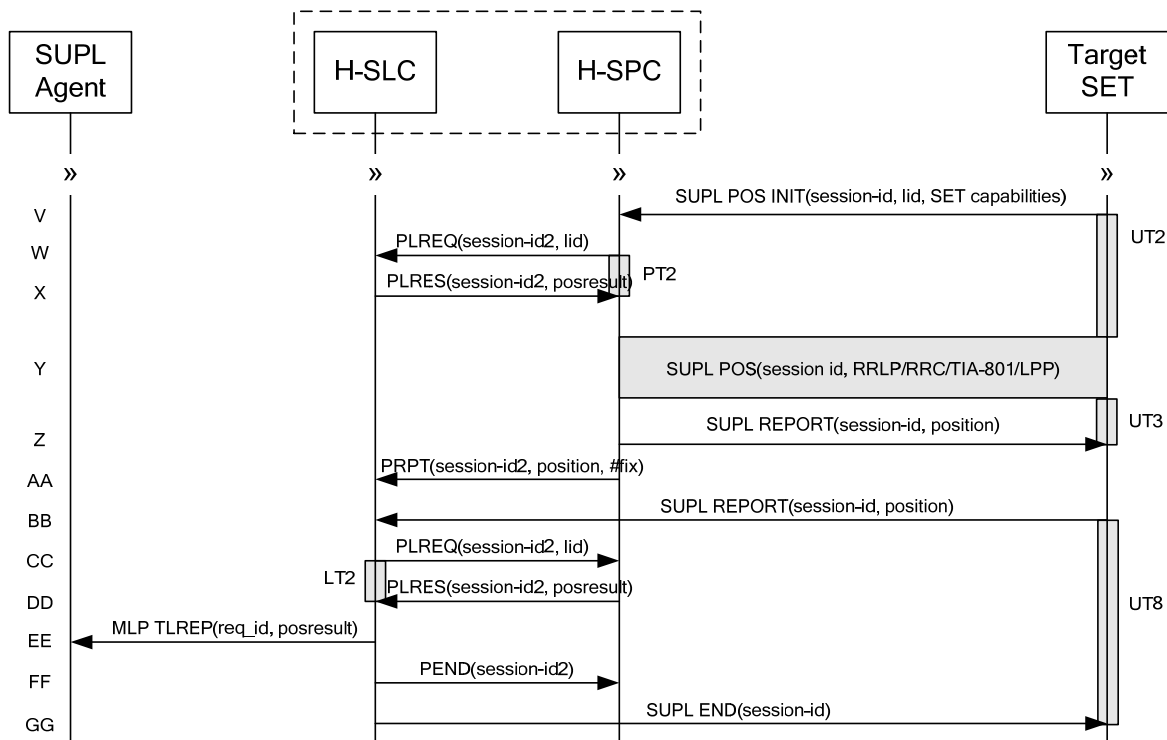 SUPL
Agent
H-SLC
H-SPC
Target
SET
»
»
»
»
V
SUPL POS INIT(session-id, lid, SET capabilities)
UT2
W
PLREQ(session-id2, lid)
PT2
X
PLRES(session-id2, posresult)
Y
SUPL POS(session id, RRLP/RRC/TIA-801/LPP)
UT3
Z
SUPL REPORT(session-id, position)
AA
PRPT(session-id2, position, #fix)
BB
SUPL REPORT(session-id, position)
CC
PLREQ(session-id2, lid)
LT2
DD
PLRES(session-id2, posresult)
UT8
EE
MLP TLREP(req_id, posresult)
FF
PEND(session-id2)
GG
SUPL END(session-id)